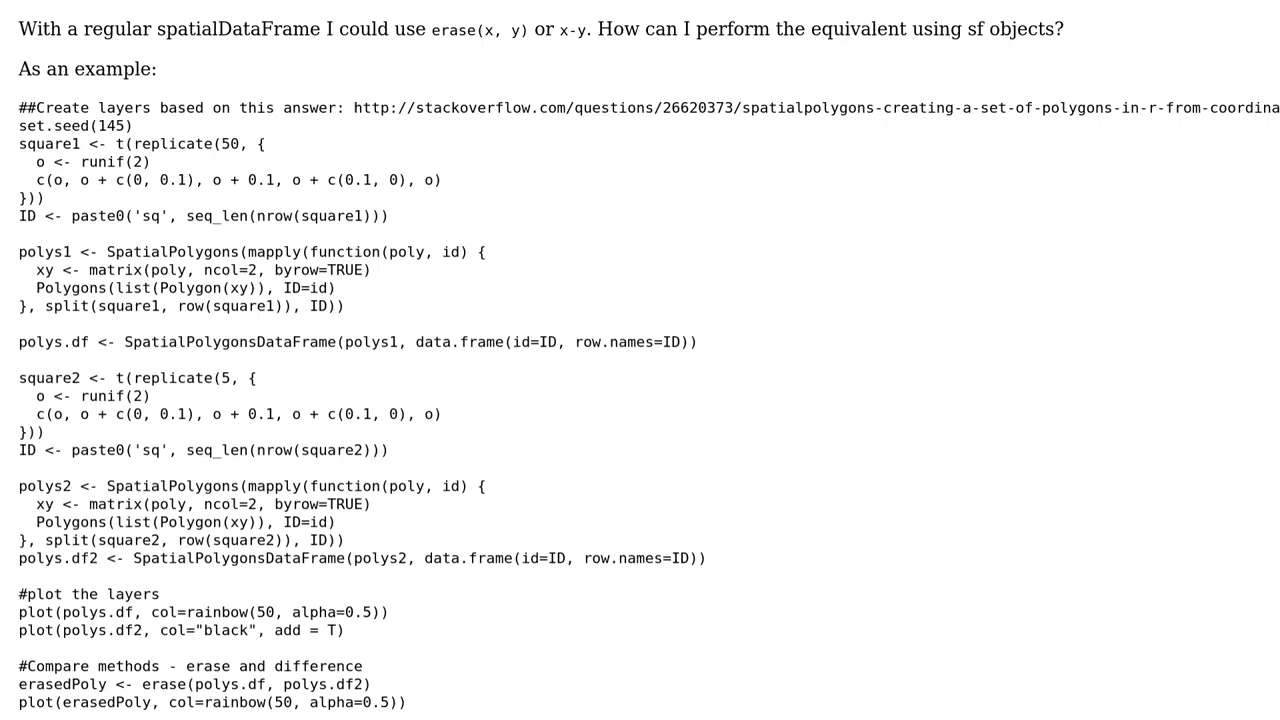 With a regular spatialDataFrame I could use erase(x, y) or x-y. How can I perform the equivalent using sf objects?
As an example:
##Create layers based on this answer: http://stackoverflow.com/questions/26620373/spatialpolygons-creating-a-set-of-polygons-in-r-from-coordina
set.seed(145)
square1 <- t(replicate(50, {
  o <- runif(2)
  c(o, o + c(0, 0.1), o + 0.1, o + c(0.1, 0), o)
}))
ID <- paste0('sq', seq_len(nrow(square1)))

polys1 <- SpatialPolygons(mapply(function(poly, id) {
  xy <- matrix(poly, ncol=2, byrow=TRUE)
  Polygons(list(Polygon(xy)), ID=id)
}, split(square1, row(square1)), ID))

polys.df <- SpatialPolygonsDataFrame(polys1, data.frame(id=ID, row.names=ID))

square2 <- t(replicate(5, {
  o <- runif(2)
  c(o, o + c(0, 0.1), o + 0.1, o + c(0.1, 0), o)
}))
ID <- paste0('sq', seq_len(nrow(square2)))

polys2 <- SpatialPolygons(mapply(function(poly, id) {
  xy <- matrix(poly, ncol=2, byrow=TRUE)
  Polygons(list(Polygon(xy)), ID=id)
}, split(square2, row(square2)), ID))
polys.df2 <- SpatialPolygonsDataFrame(polys2, data.frame(id=ID, row.names=ID))

#plot the layers
plot(polys.df, col=rainbow(50, alpha=0.5))
plot(polys.df2, col="black", add = T)

#Compare methods - erase and difference
erasedPoly <- erase(polys.df, polys.df2)
plot(erasedPoly, col=rainbow(50, alpha=0.5))